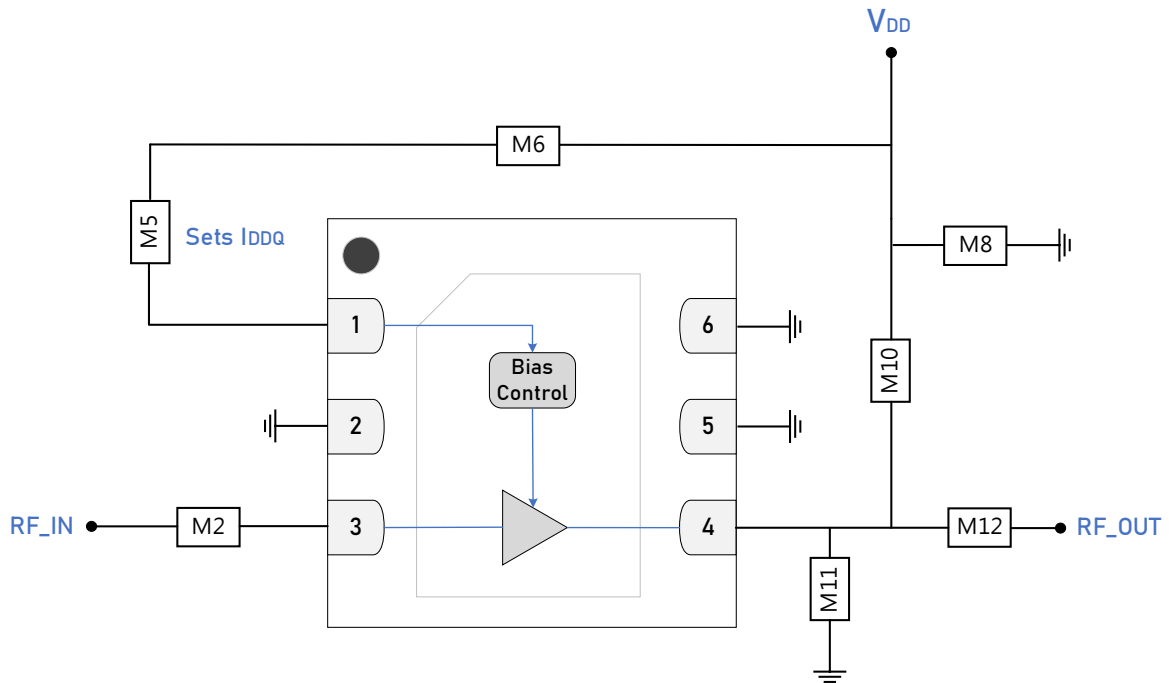 VDD
M6
M5
Sets IDDQ
M8
1
6
Bias
Control
M10
2
5
RF_IN
M2
3
4
M12
RF_OUT
M11